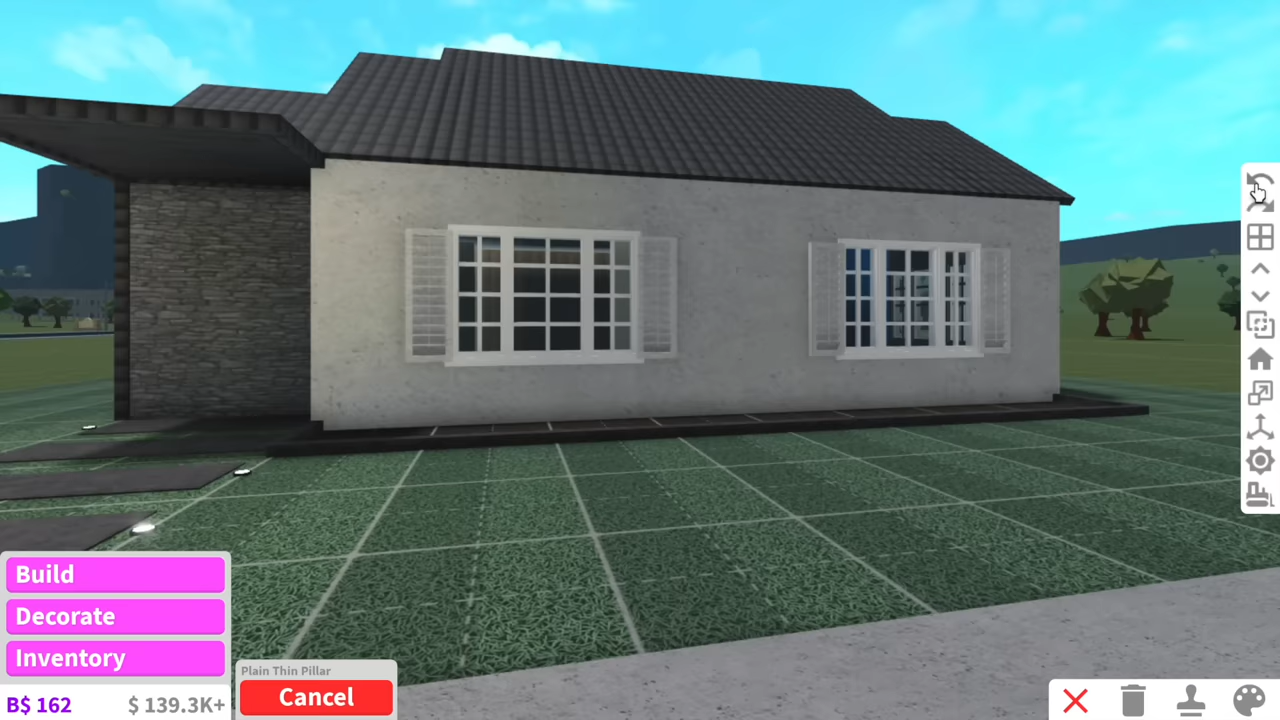 Build
Decorate
Inventory
B$ 162
$ 139.3K+
Plain Thin Pillar
Cancel